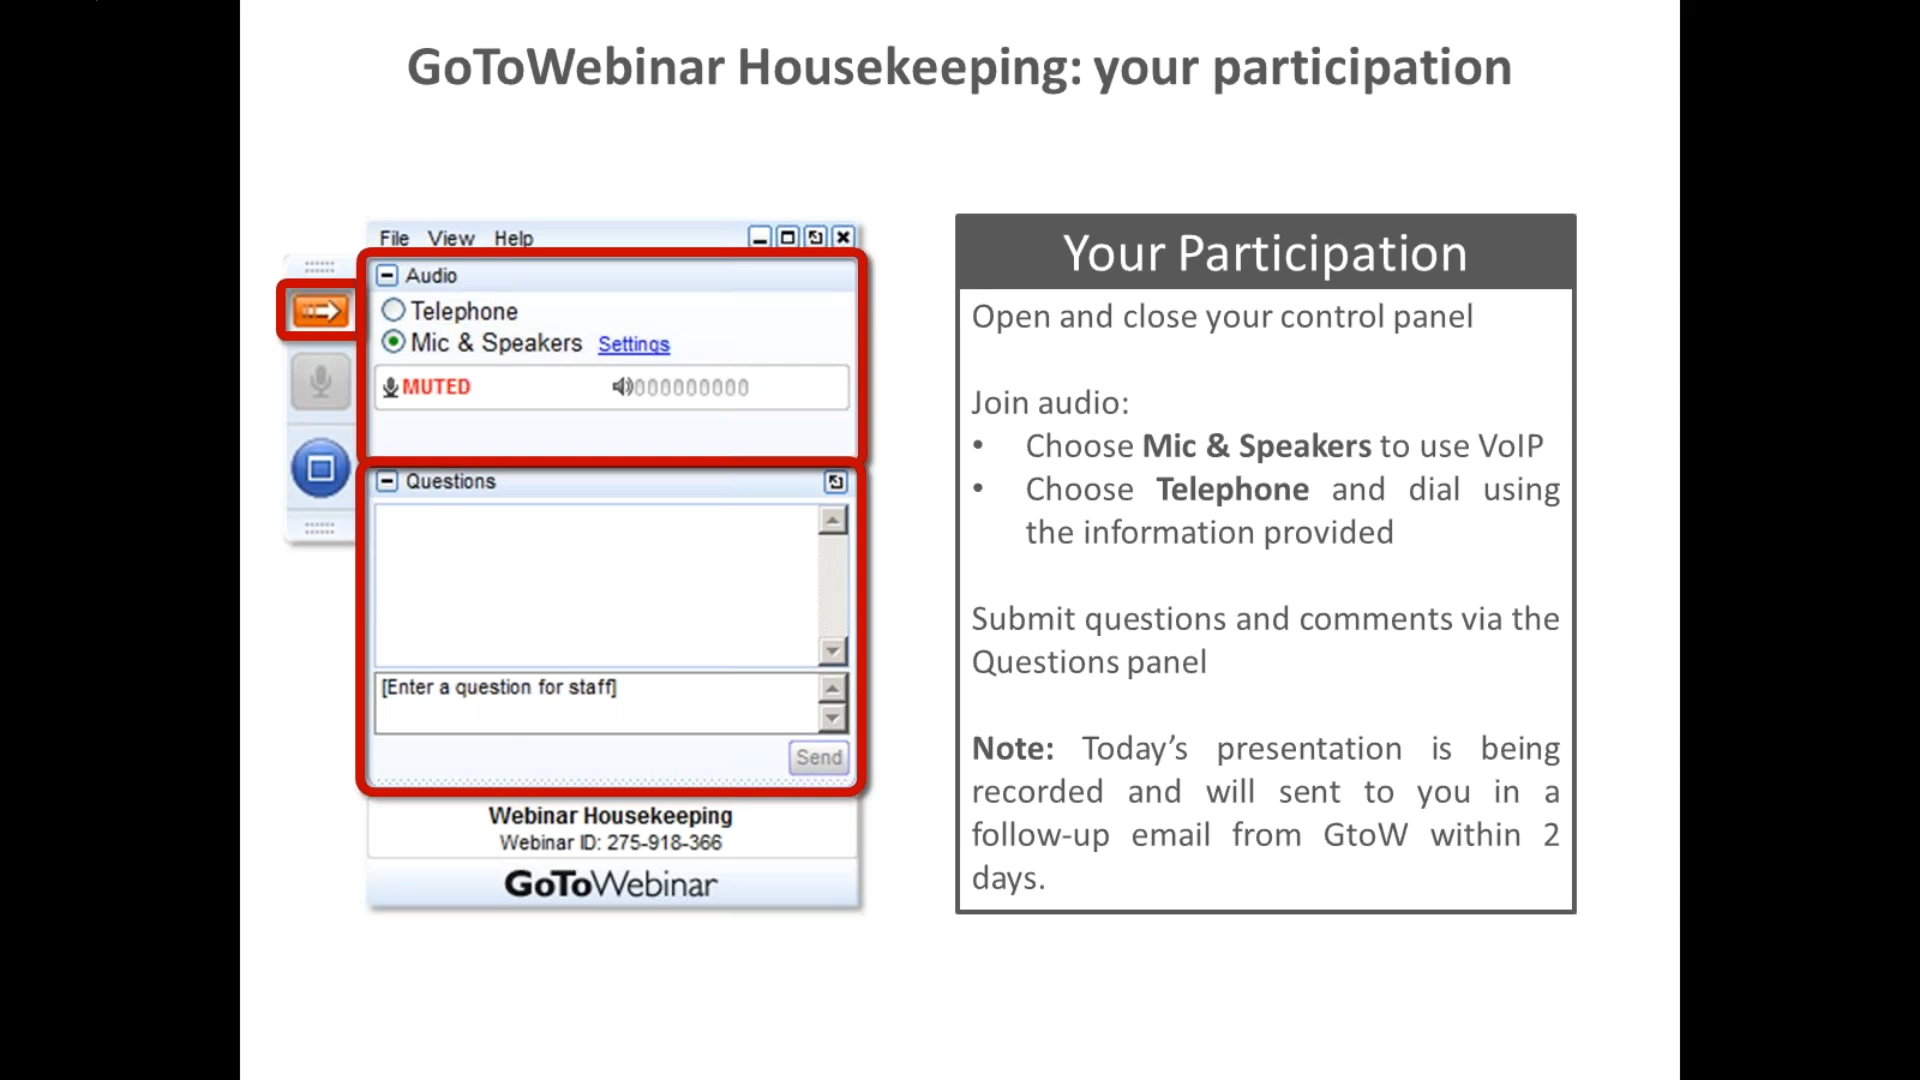 GoToWebinar Housekeeping: your participation
File View Help
Audio
Telephone
Mic & Speakers Settings
MUTED
Questions
[Enter a question for staff]
Send
Webinar Housekeeping
Webinar ID: 275-918-366
GoToWebinar
Your Participation
Open and close your control panel
Join audio:
• Choose Mic & Speakers to use VoIP
• Choose Telephone and dial using
the information provided
Submit questions and comments via the
Questions panel
Note: Today’s presentation is being
recorded and will sent to you in a
follow-up email from GtoW within 2
days.